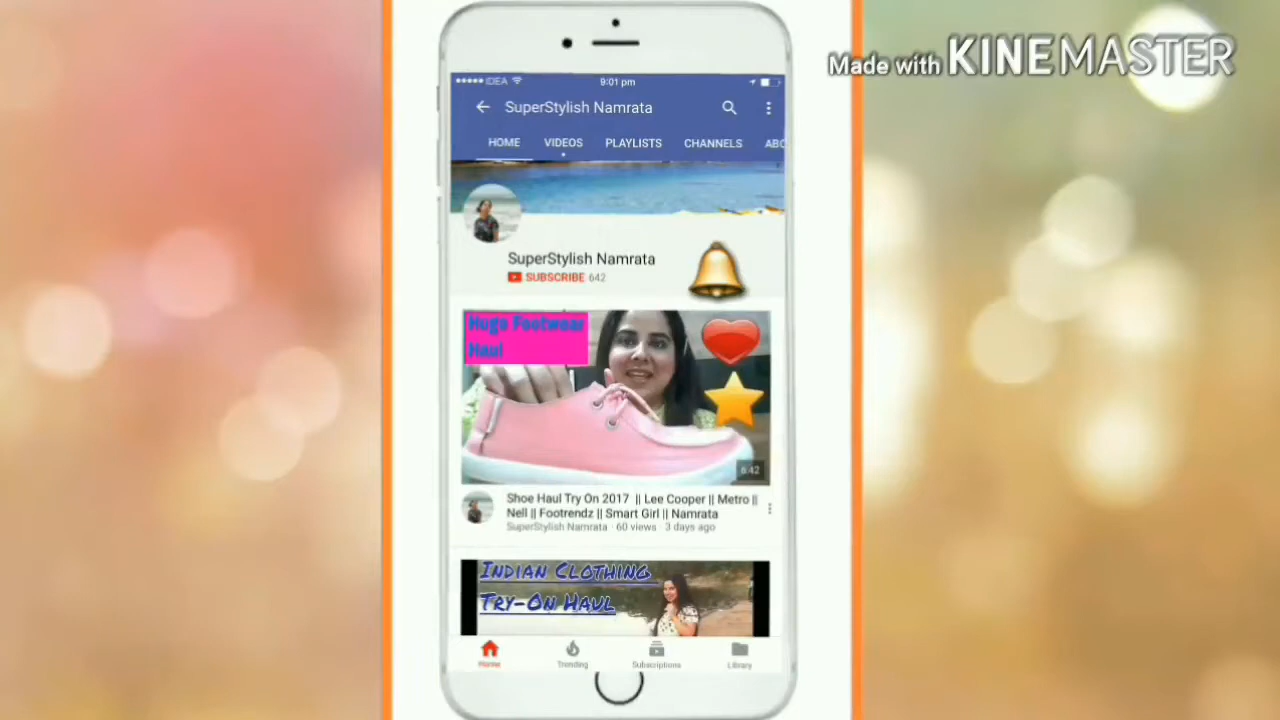 Made with KINEMASTER
IDEA
9:01 pm
SuperStylish Namrata
HOME VIDEOS PLAYLISTS CHANNELS ABO
SuperStylish Namrata
SUBSCRIBE 642
Huge Footwear
Haul
6:42
Shoe Haul Try On 2017 || Lee Cooper || Metro ||
Nell || Footrendz || Smart Girl || Namrata
SuperStylish Namrata · 60 views · 3 days ago
INDIAN CLOTHING
TRY-ON HAUL
Home Trending Subscriptions Library